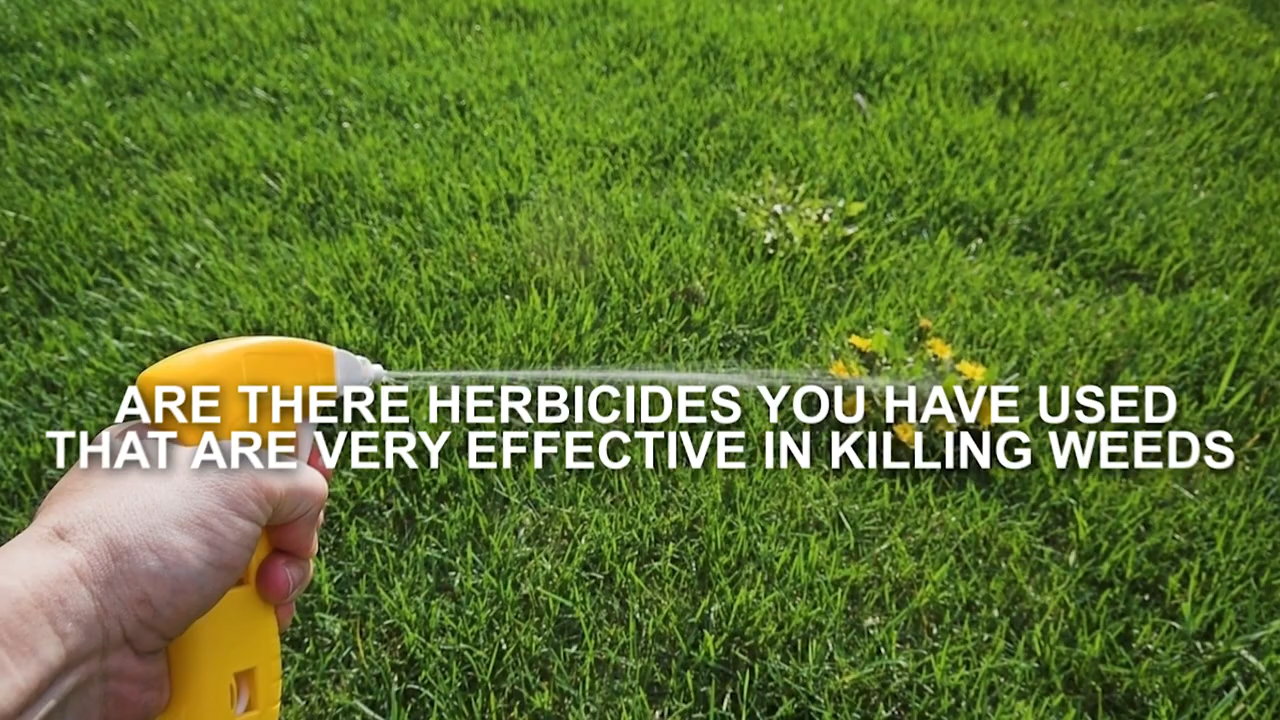 ARE THERE HERBICIDES YOU HAVE USED
THAT ARE VERY EFFECTIVE IN KILLING WEEDS